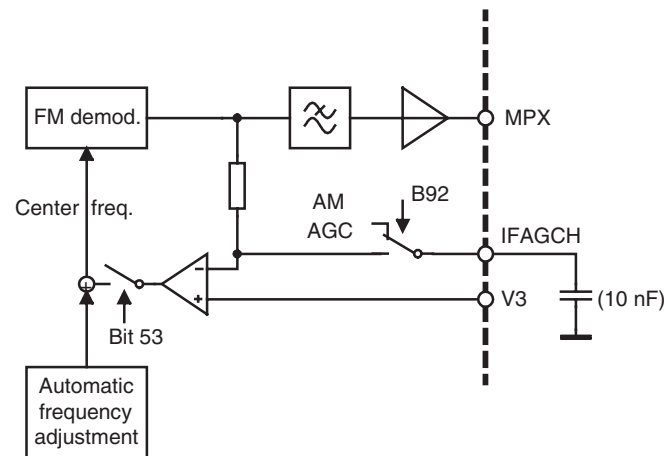 FM demod.
MPX
Center freq.
AM
AGC
B92
IFAGCH
V3
(10 nF)
Bit 53
Automatic
frequency
adjustment